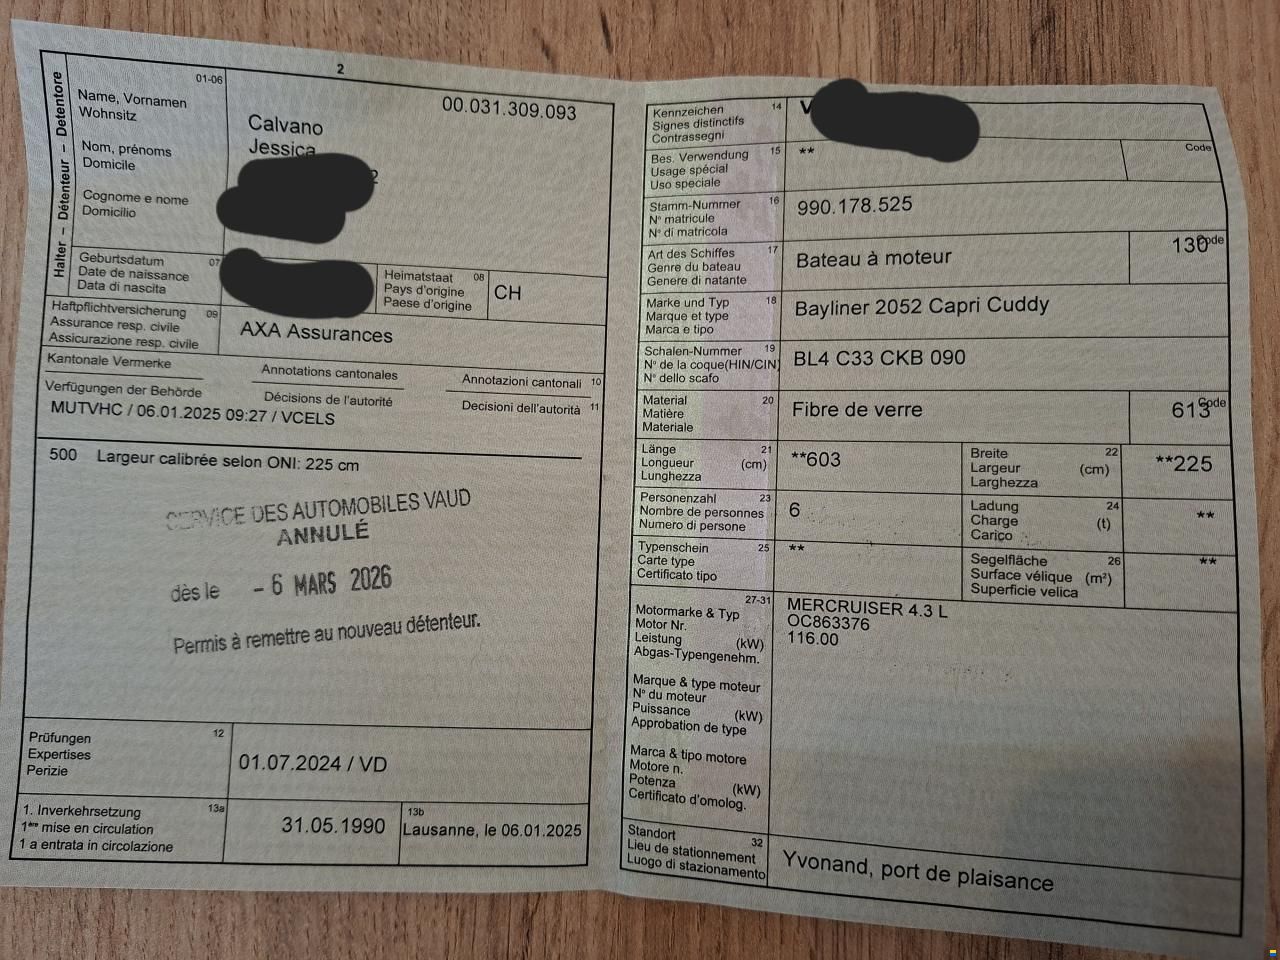 2
Halter – Détenteur – Detentore
01-06
Name, Vornamen
Wohnsitz
Nom, prénoms
Domicile
Cognome e nome
Domicilio
00.031.309.093
Calvano
Jessica
2
Geburtsdatum 07
Date de naissance
Data di nascita
Heimatstaat 08
Pays d'origine
Paese d'origine
CH
Haftpflichtversicherung 09
Assurance resp. civile
Assicurazione resp. civile
AXA Assurances
Kantonale Vermerke Annotations cantonales Annotazioni cantonali 10
Verfügungen der Behörde Décisions de l'autorité Decisioni dell'autorità 11
MUTVHC / 06.01.2025 09:27 / VCELS
500 Largeur calibrée selon ONI: 225 cm
SERVICE DES AUTOMOBILES VAUD
ANNULÉ
dès le - 6 MARS 2026
Permis à remettre au nouveau détenteur.
Prüfungen 12
Expertises
Perizie
01.07.2024 / VD
1. Inverkehrsetzung 13a
1ère mise en circulation
1 a entrata in circolazione
31.05.1990
13b
Lausanne, le 06.01.2025
Kennzeichen 14
Signes distinctifs
Contrassegni
V
Bes. Verwendung 15
Usage spécial
Uso speciale
**
Code
Stamm-Nummer 16
N° matricule
N° di matricola
990.178.525
Art des Schiffes 17
Genre du bateau
Genere di natante
Bateau à moteur
130
Code
Marke und Typ 18
Marque et type
Marca e tipo
Bayliner 2052 Capri Cuddy
Schalen-Nummer 19
N° de la coque(HIN/CIN)
N° dello scafo
BL4 C33 CKB 090
Material 20
Matière
Materiale
Fibre de verre
613
Code
Länge 21
Longueur (cm)
Lunghezza
**603
Breite 22
Largeur (cm)
Larghezza
**225
Personenzahl 23
Nombre de personnes
Numero di persone
6
Ladung 24
Charge (t)
Carico
**
Typenschein 25
Carte type
Certificato tipo
**
Segelfläche 26
Surface vélique (m²)
Superficie velica
**
27-31
Motormarke & Typ
Motor Nr.
Leistung (kW)
Abgas-Typengenehm.
Marque & type moteur
N° du moteur
Puissance (kW)
Approbation de type
Marca & tipo motore
Motore n.
Potenza (kW)
Certificato d'omolog.
MERCRUISER 4.3 L
OC863376
116.00
Standort 32
Lieu de stationnement
Luogo di stazionamento
Yvonand, port de plaisance